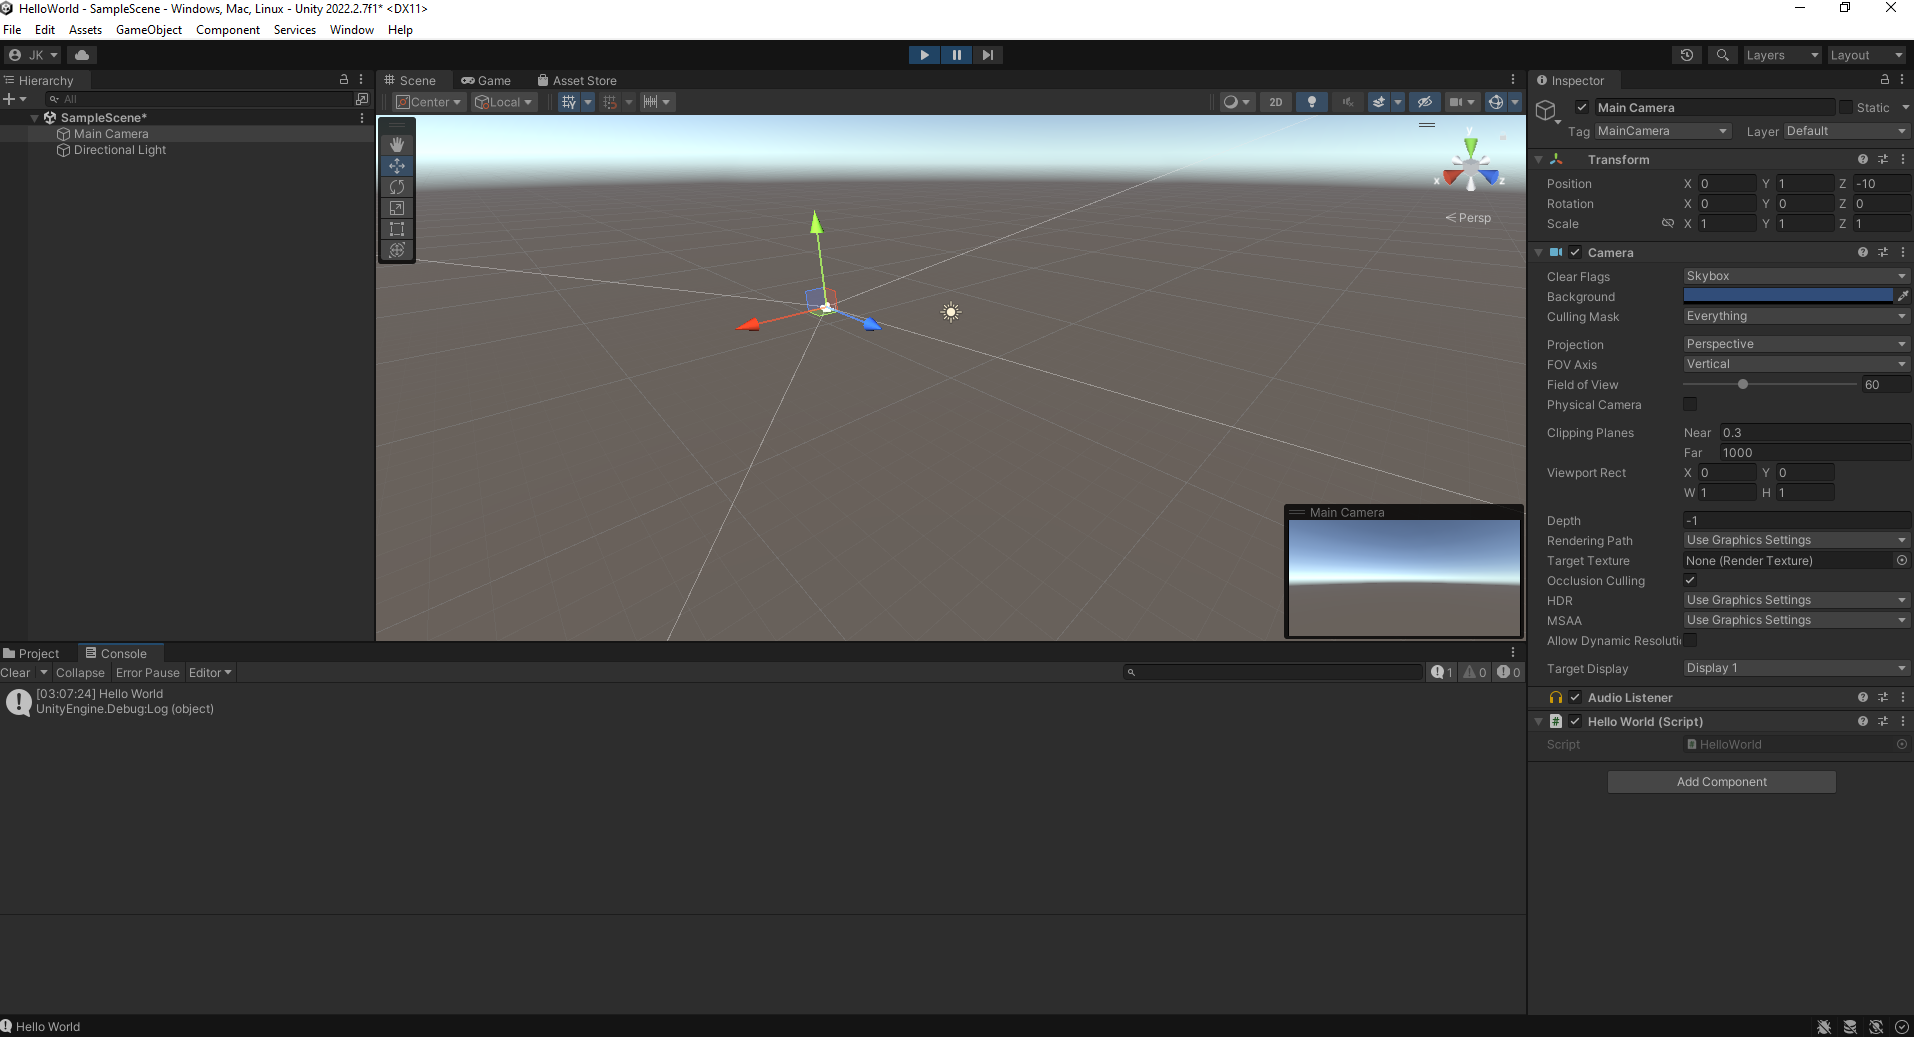 HelloWorld - SampleScene - Windows, Mac, Linux - Unity 2022.2.7f1* <DX11>
File Edit Assets GameObject Component Services Window Help
JK
Layers
Layout
Hierarchy
All
SampleScene*
Main Camera
Directional Light
Scene Game Asset Store
Center Local
2D
y
x z
Persp
Main Camera
Project Console
Clear Collapse Error Pause Editor
1 0 0
[03:07:24] Hello World
UnityEngine.Debug:Log (object)
Inspector
Main Camera Static
Tag MainCamera Layer Default
Transform
Position X 0 Y 1 Z -10
Rotation X 0 Y 0 Z 0
Scale X 1 Y 1 Z 1
Camera
Clear Flags Skybox
Background
Culling Mask Everything
Projection Perspective
FOV Axis Vertical
Field of View 60
Physical Camera
Clipping Planes Near 0.3
Far 1000
Viewport Rect X 0 Y 0
W 1 H 1
Depth -1
Rendering Path Use Graphics Settings
Target Texture None (Render Texture)
Occlusion Culling
HDR Use Graphics Settings
MSAA Use Graphics Settings
Allow Dynamic Resoluti
Target Display Display 1
Audio Listener
# Hello World (Script)
Script HelloWorld
Add Component
Hello World